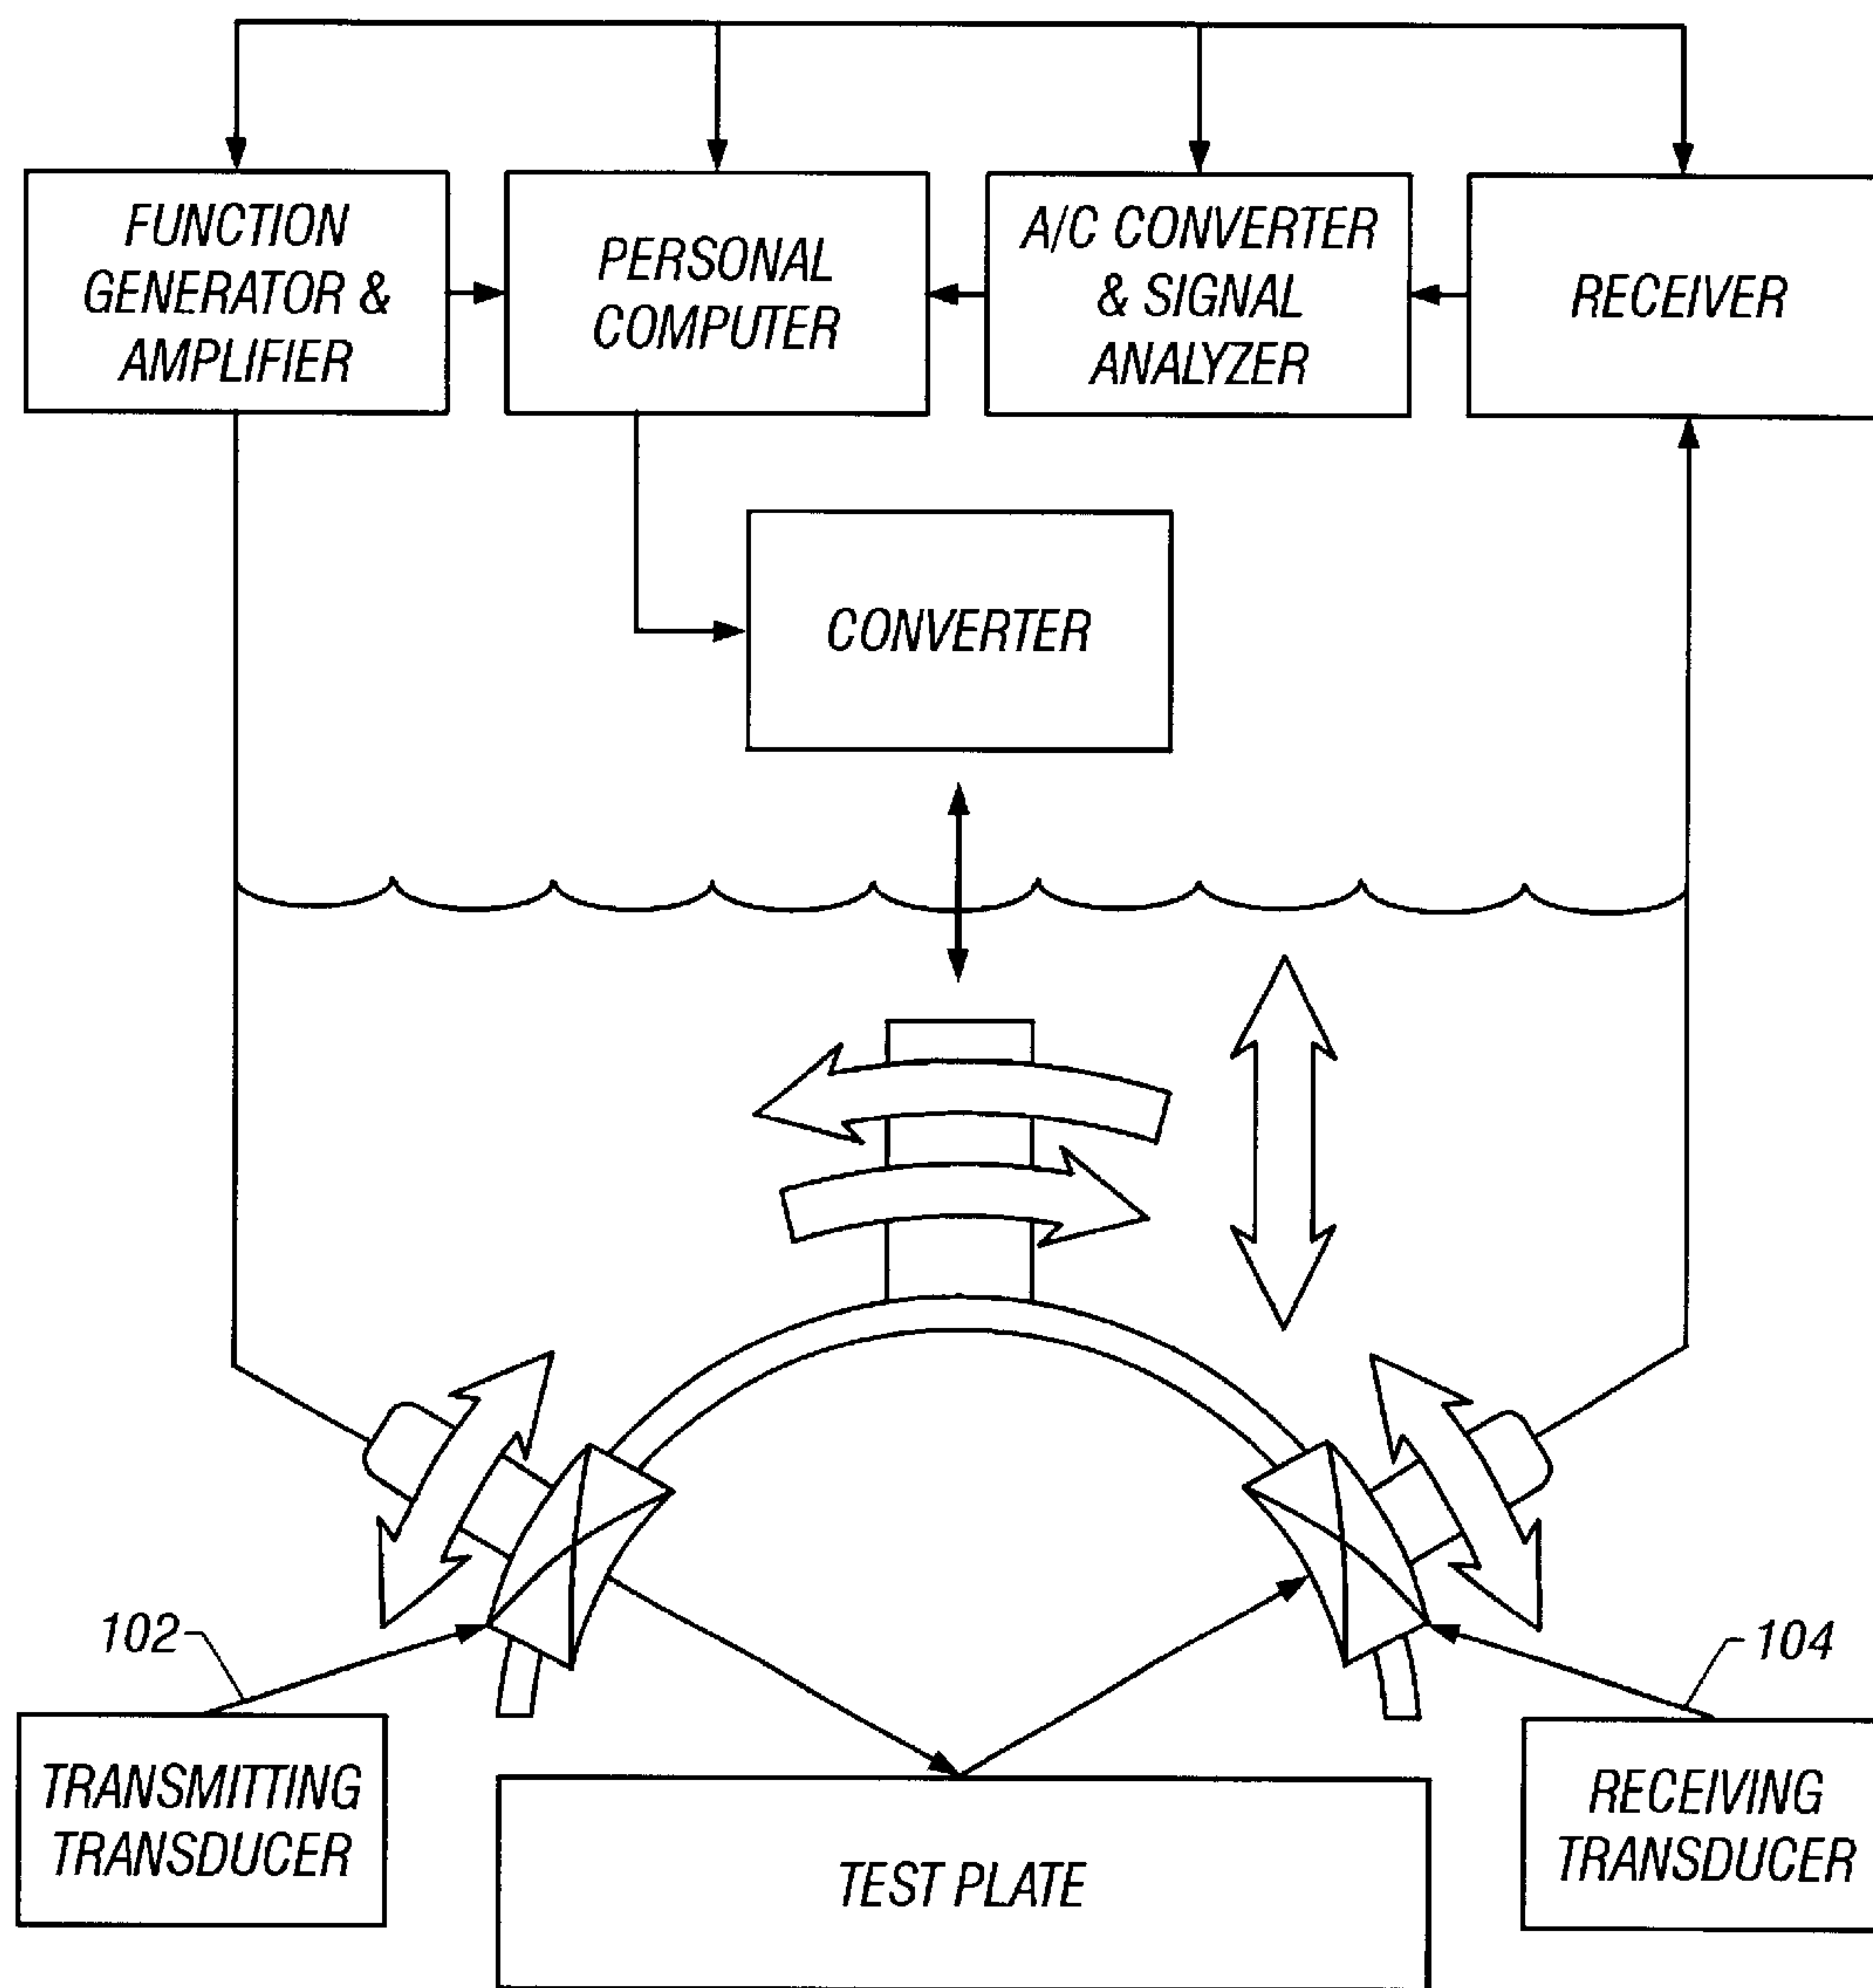 FUNCTION
GENERATOR &
AMPLIFIER
PERSONAL
COMPUTER
A/C CONVERTER
& SIGNAL
ANALYZER
RECEIVER
CONVERTER
102
104
TRANSMITTING
TRANSDUCER
TEST PLATE
RECEIVING
TRANSDUCER